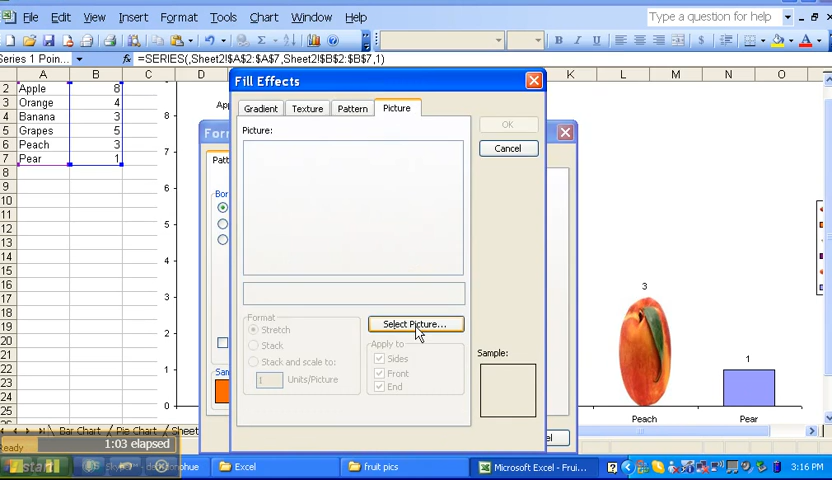 File Edit View Insert Format Tools Chart Window Help Type a question for help
Series 1 Poin... =SERIES(,Sheet2!$A$2:$A$7,Sheet2!$B$2:$B$7,1)
A B C D K L M N
2 Apple 8
3 Orange 4
4 Banana 3
5 Grapes 5
6 Peach 3
7 Pear 1
8
9
10
11
12
13
14
15
16
17
18
19
20
21
22
23
24
25
8
7
6
5
4
3
2
1
0
Fill Effects
Gradient Texture Pattern Picture
Picture:
OK
Cancel
Select Picture...
Format
Stretch
Stack
Stack and scale to:
1 Units/Picture
Apply to
Sides
Front
End
Sample:
3
1
Peach Pear
Bar Chart Pie Chart Sheet
Ready
1:03 elapsed
start
Excel fruit pics Microsoft Excel - Frui... 3:16 PM